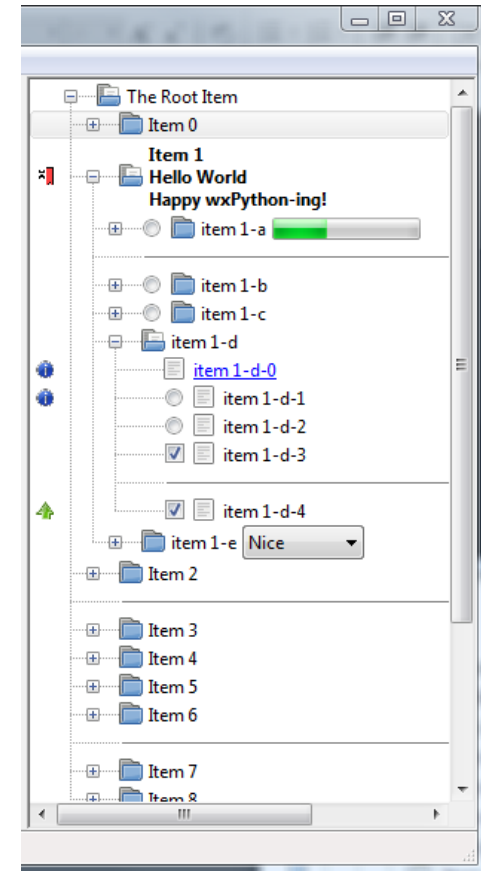 The Root Item
Item 0
Item 1
Hello World
Happy wxPython-ing!
item 1-a
item 1-b
item 1-c
item 1-d
item 1-d-0
item 1-d-1
item 1-d-2
item 1-d-3
item 1-d-4
item 1-e Nice
Item 2
Item 3
Item 4
Item 5
Item 6
Item 7
Item 8